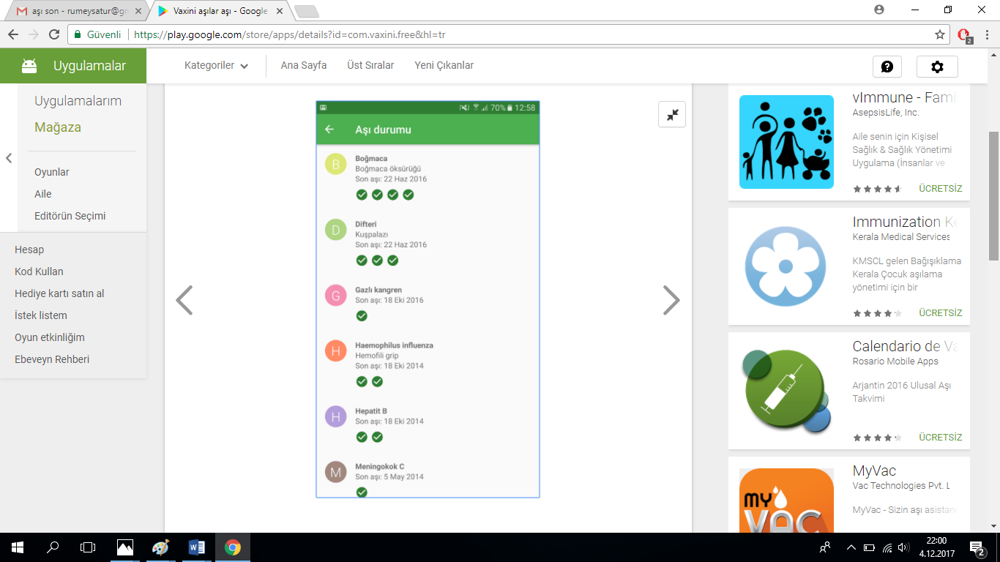 aşı son - rumeysatur@gm
Vaxini aşılar aşı - Google
Güvenli
https://play.google.com/store/apps/details?id=com.vaxini.free&hl=tr
2
Uygulamalar
Kategoriler
Ana Sayfa
Üst Sıralar
Yeni Çıkanlar
Uygulamalarım
Mağaza
Oyunlar
Aile
Editörün Seçimi
Hesap
Kod Kullan
Hediye kartı satın al
İstek listem
Oyun etkinliğim
Ebeveyn Rehberi
70% 12:58
Aşı durumu
B
Boğmaca
Boğmaca öksürüğü
Son aşı: 22 Haz 2016
D
Difteri
Kuşpalazı
Son aşı: 22 Haz 2016
G
Gazlı kangren
Son aşı: 18 Eki 2016
H
Haemophilus influenza
Hemofili grip
Son aşı: 18 Eki 2014
H
Hepatit B
Son aşı: 18 Eki 2014
M
Meningokok C
Son aşı: 5 May 2014
vImmune - Fami
AsepsisLife, Inc.
Aile senin için Kişisel
Sağlık & Sağlık Yönetimi
Uygulama (İnsanlar ve
ÜCRETSİZ
Immunization Ke
Kerala Medical Services
KMSCL gelen Bağışıklama
Kerala Çocuk aşılama
yönetimi için bir
ÜCRETSİZ
Calendario de Va
Rosario Mobile Apps
Arjantin 2016 Ulusal Aşı
Takvimi
ÜCRETSİZ
MY
VAC
MyVac
Vac Technologies Pvt. L
MyVac - Sizin aşı asistanı
22:00
4.12.2017
2